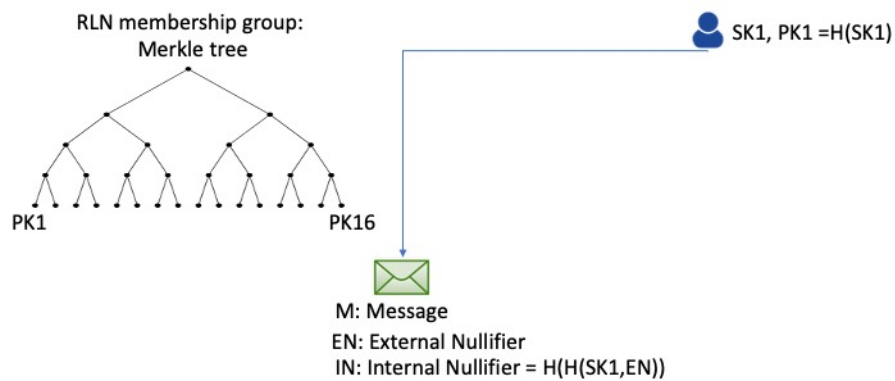 RLN membership group:
Merkle tree
SK1, PK1 =H(SK1)
PK1
PK16
M: Message
EN: External Nullifier
IN: Internal Nullifier = H(H(SK1,EN))